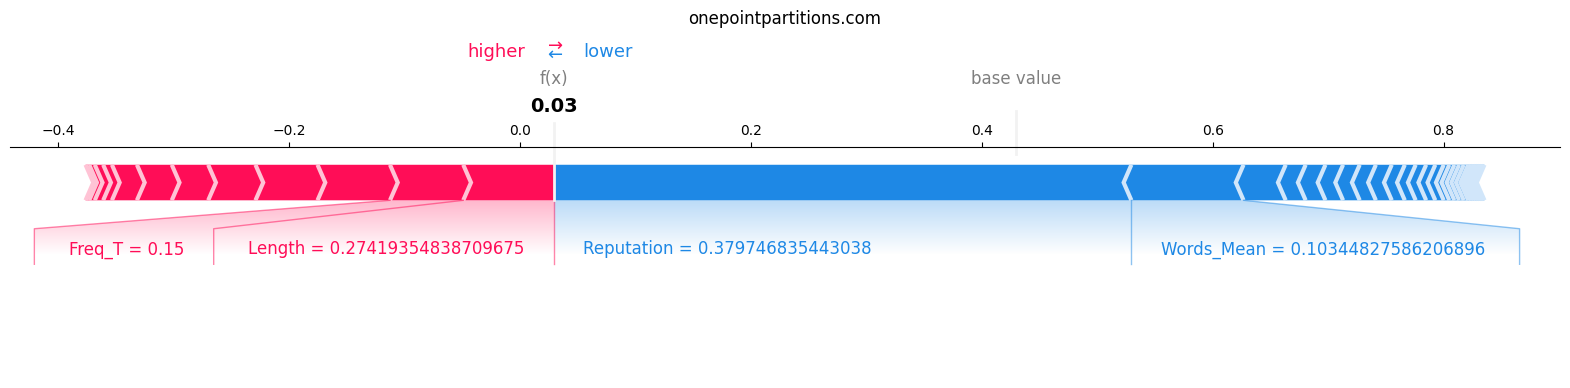 onepointpartitions.com
higher ⇄ lower
f(x) base value
0.03
−0.4 −0.2 0.0 0.2 0.4 0.6 0.8
Freq_T = 0.15 Length = 0.27419354838709675 Reputation = 0.379746835443038 Words_Mean = 0.10344827586206896